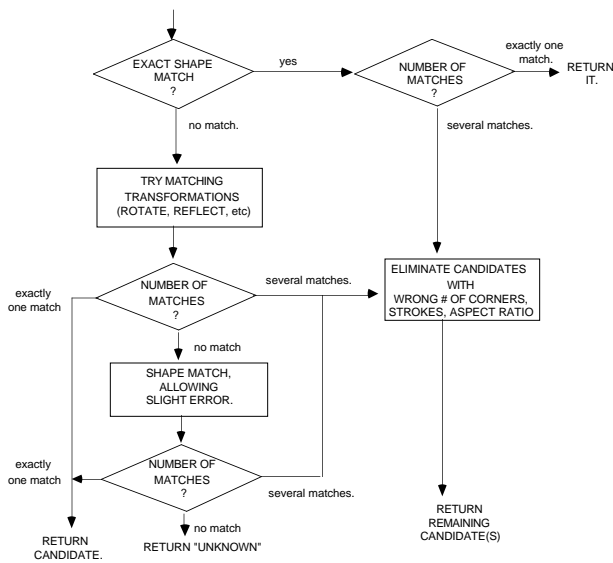 EXACT SHAPE
MATCH
?
yes
NUMBER OF
MATCHES
?
exactly one
match.
RETURN
IT.
no match.
several matches.
TRY MATCHING
TRANSFORMATIONS
(ROTATE, REFLECT, etc)
NUMBER OF
MATCHES
?
several matches.
exactly
one match
ELIMINATE CANDIDATES
WITH
WRONG # OF CORNERS,
STROKES, ASPECT RATIO
no match
SHAPE MATCH,
ALLOWING
SLIGHT ERROR.
NUMBER OF
MATCHES
?
exactly
one match
several matches.
no match
RETURN
CANDIDATE.
RETURN "UNKNOWN"
RETURN
REMAINING
CANDIDATE(S)